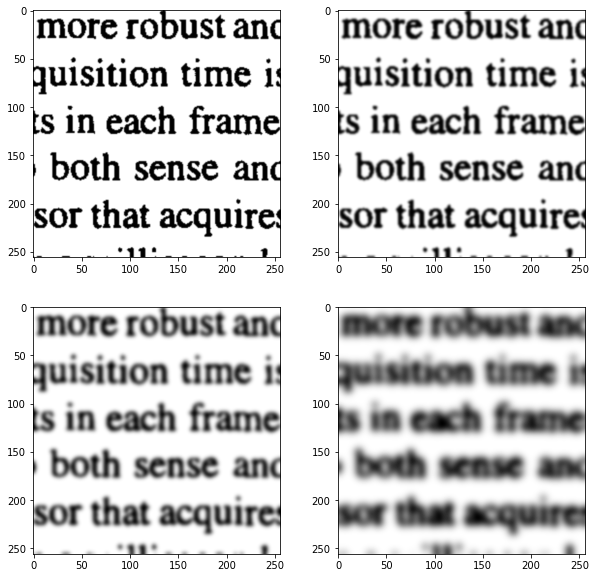 0
50
100
150
200
250
more robust and
quisition time is
ts in each frame
both sense and
sor that acquires
0 50 100 150 200 250
0
50
100
150
200
250
more robust and
quisition time is
ts in each frame
both sense and
sor that acquires
0 50 100 150 200 250
0
50
100
150
200
250
more robust and
quisition time is
ts in each frame
both sense and
sor that acquires
0 50 100 150 200 250
0
50
100
150
200
250
more robust and
quisition time is
ts in each frame
both sense and
sor that acquires
0 50 100 150 200 250